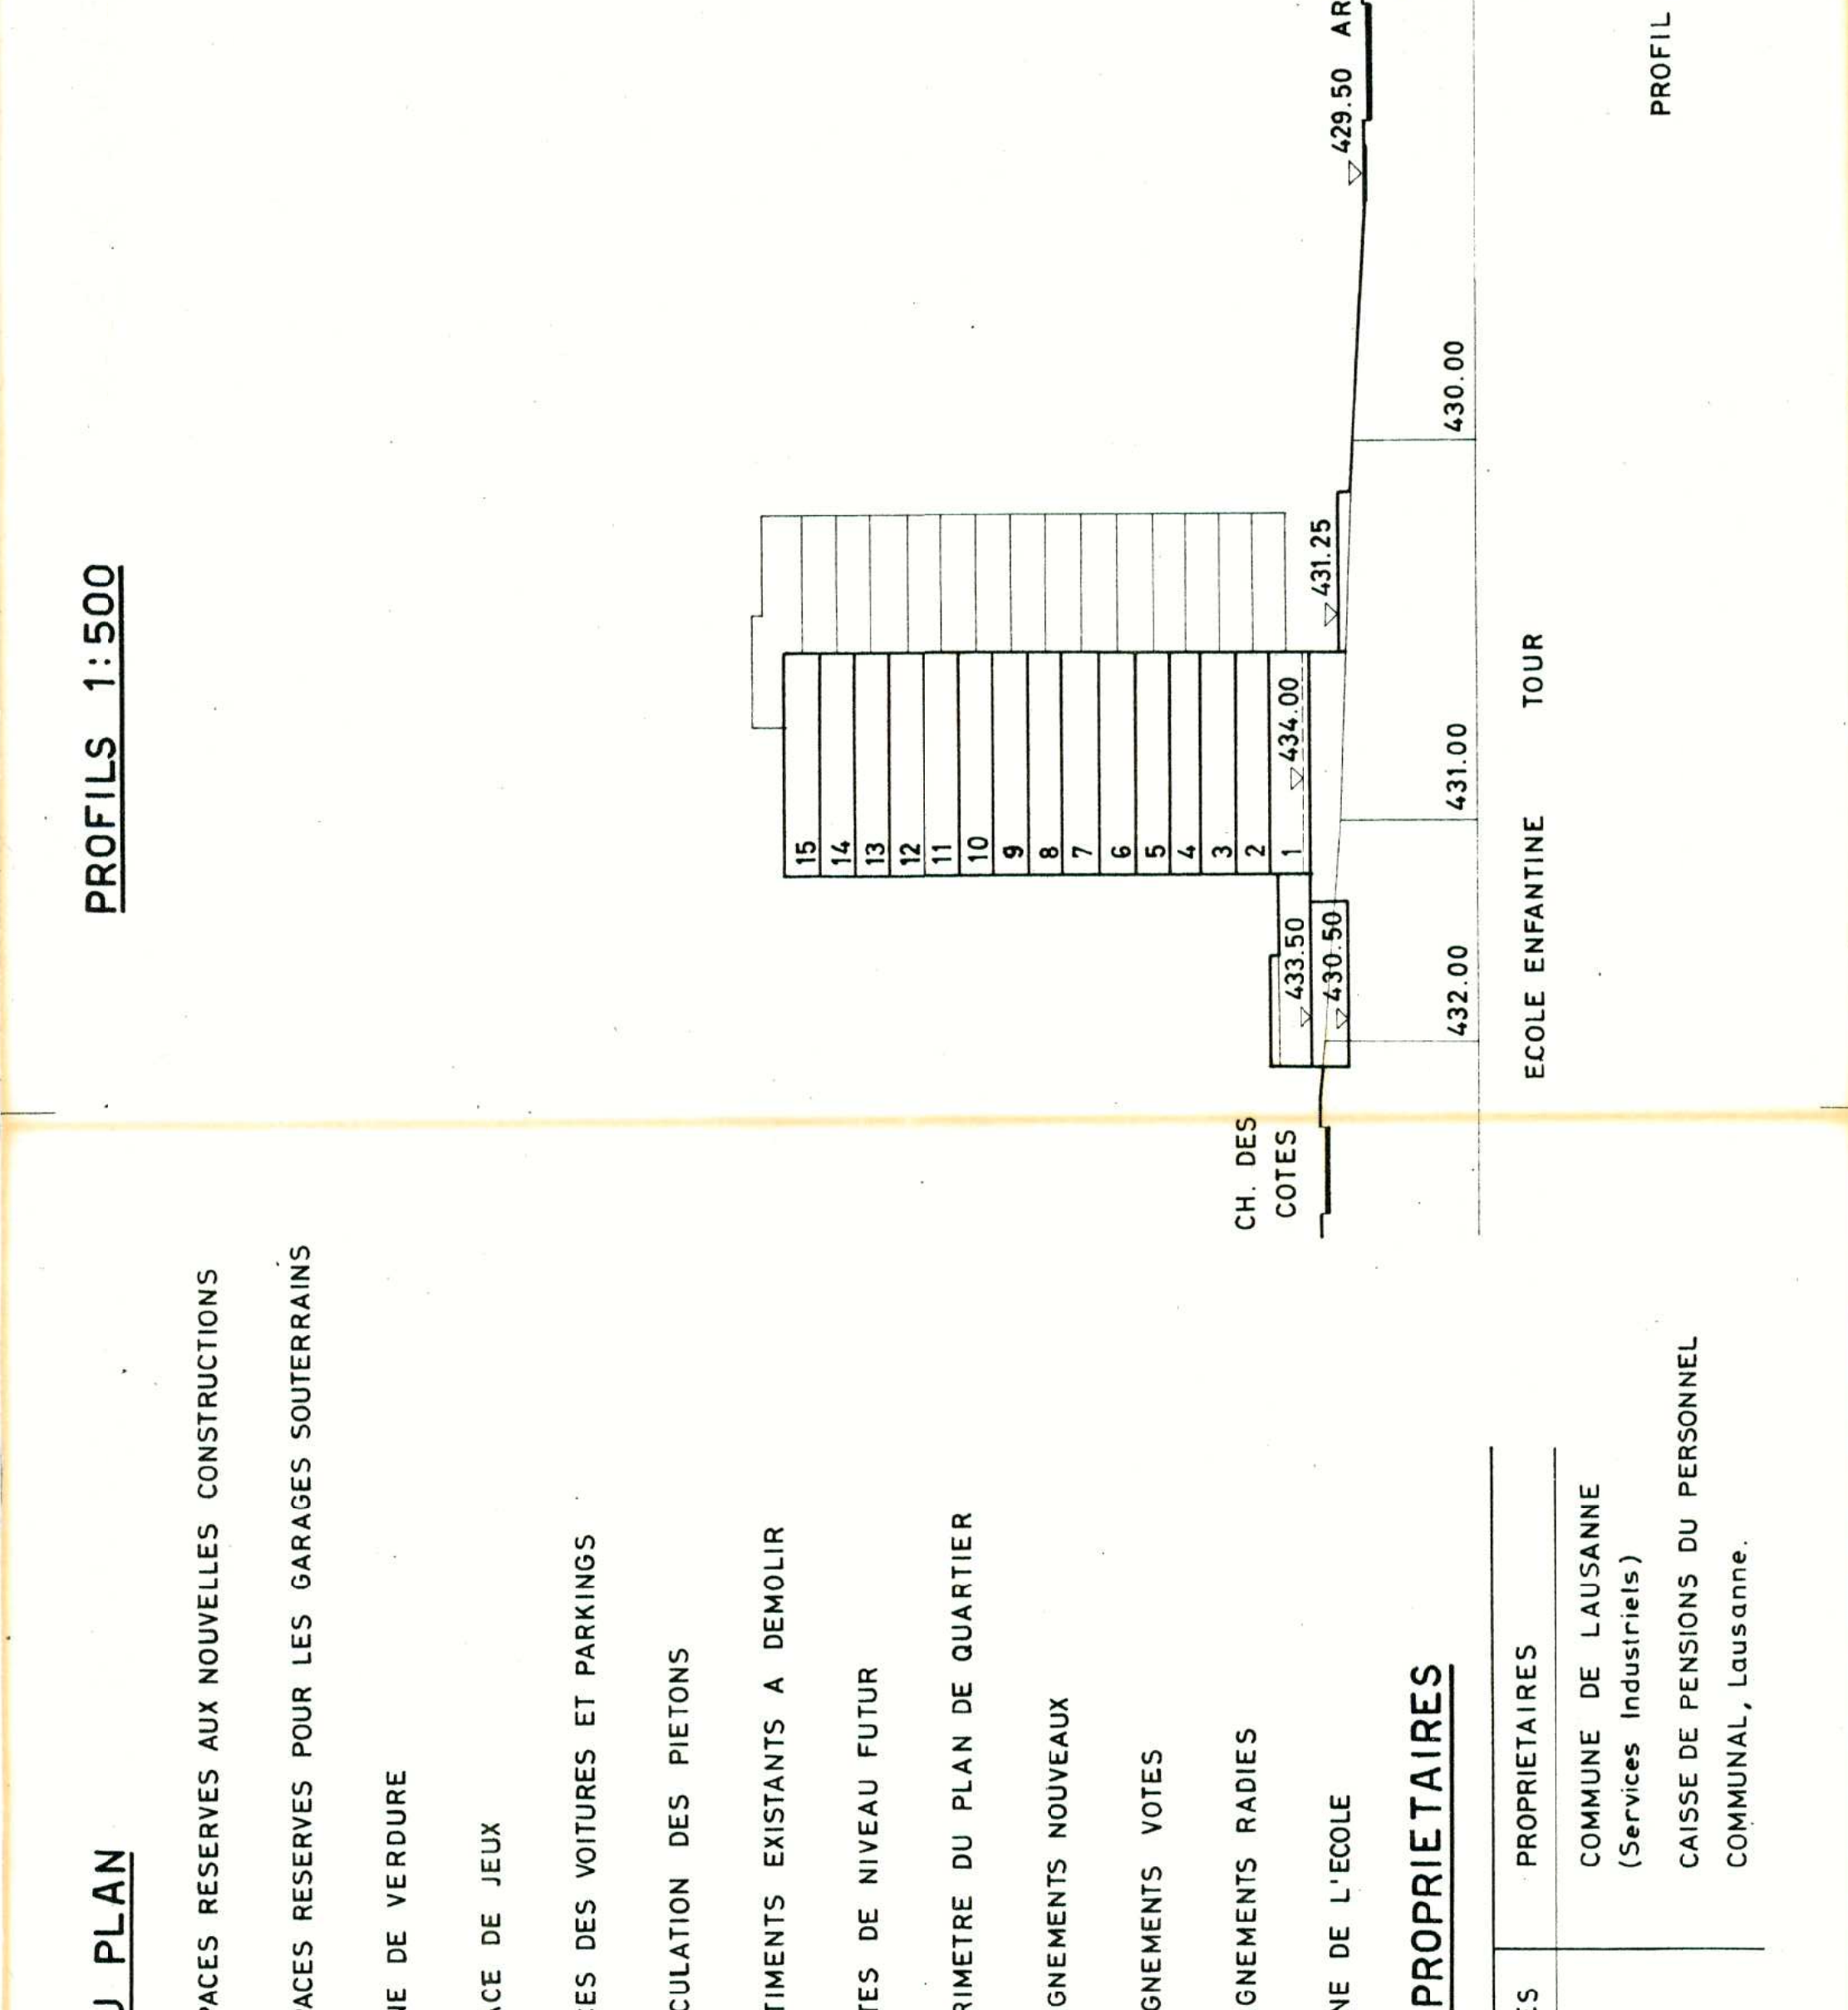 U PLAN
PACES RESERVES AUX NOUVELLES CONSTRUCTIONS
PACES RESERVES POUR LES GARAGES SOUTERRAINS
NE DE VERDURE
ACE DE JEUX
ES DES VOITURES ET PARKINGS
CULATION DES PIETONS
TIMENTS EXISTANTS A DEMOLIR
TES DE NIVEAU FUTUR
RIMETRE DU PLAN DE QUARTIER
GNEMENTS NOUVEAUX
GNEMENTS VOTES
GNEMENTS RADIES
NE DE L'ECOLE
PROPRIETAIRES
ES PROPRIETAIRES
COMMUNE DE LAUSANNE
(Services Industriels)
CAISSE DE PENSIONS DU PERSONNEL
COMMUNAL, Lausanne.
PROFILS 1:500
15
14
13
12
11
10
9
8
7
6
5
4
3
2
1 434.00
CH. DES
COTES
433.50
430.50
431.25
429.50 AR
432.00 431.00 430.00
ECOLE ENFANTINE TOUR
PROFIL